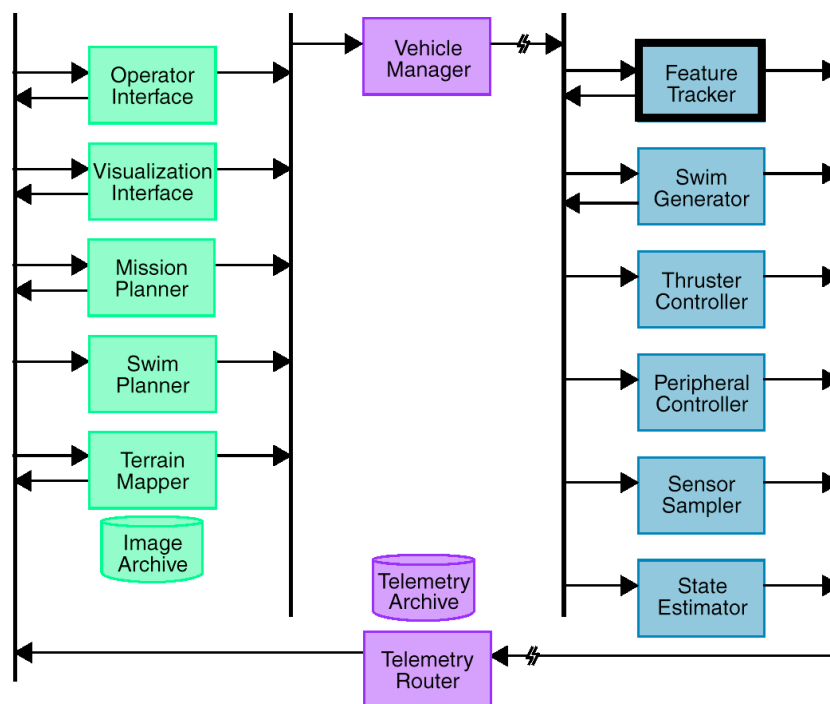 Operator
Interface
Visualization
Interface
Mission
Planner
Swim
Planner
Terrain
Mapper
Image
Archive
Vehicle
Manager
Telemetry
Archive
Telemetry
Router
Feature
Tracker
Swim
Generator
Thruster
Controller
Peripheral
Controller
Sensor
Sampler
State
Estimator